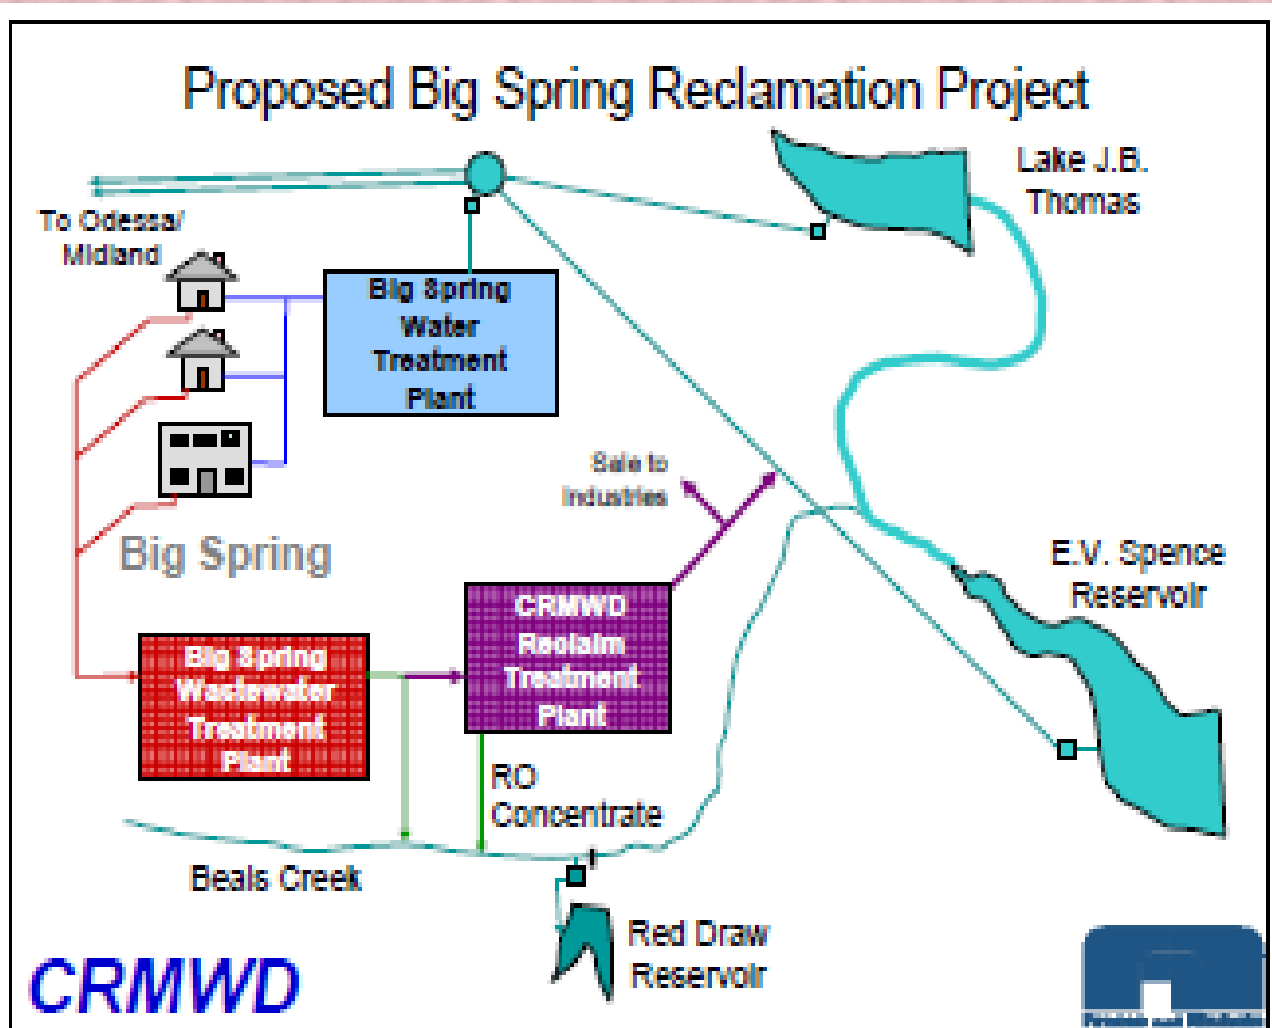 Proposed Big Spring Reclamation Project
Lake J.B.
Thomas
To Odessa/
Midland
Big Spring
Water
Treatment
Plant
Sale to
Industries
Big Spring
E.V. Spence
Reservoir
CRMWD
Reclaim
Treatment
Plant
Big Spring
Wastewater
Treatment
Plant
RO
Concentrate
Beals Creek
Red Draw
Reservoir
CRMWD